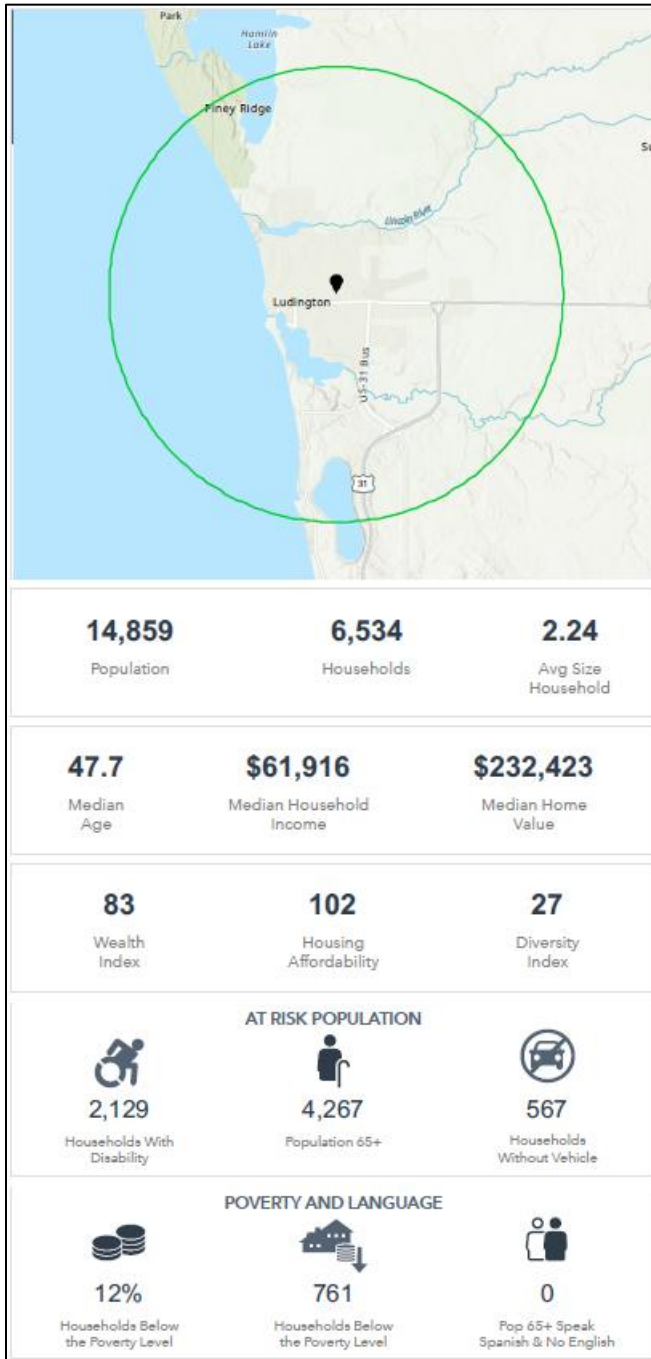 Park
Hamlin
Lake
Piney Ridge
Su
Lincoln River
Ludington
US-31 Bus
31
14,859 6,534 2.24
Population Households Avg Size
Household
47.7 $61,916 $232,423
Median Median Household Median Home
Age Income Value
83 102 27
Wealth Housing Diversity
Index Affordability Index
AT RISK POPULATION
2,129 4,267 567
Households With Population 65+ Households
Disability Without Vehicle
POVERTY AND LANGUAGE
12% 761 0
Households Below Households Below Pop 65+ Speak
the Poverty Level the Poverty Level Spanish & No English